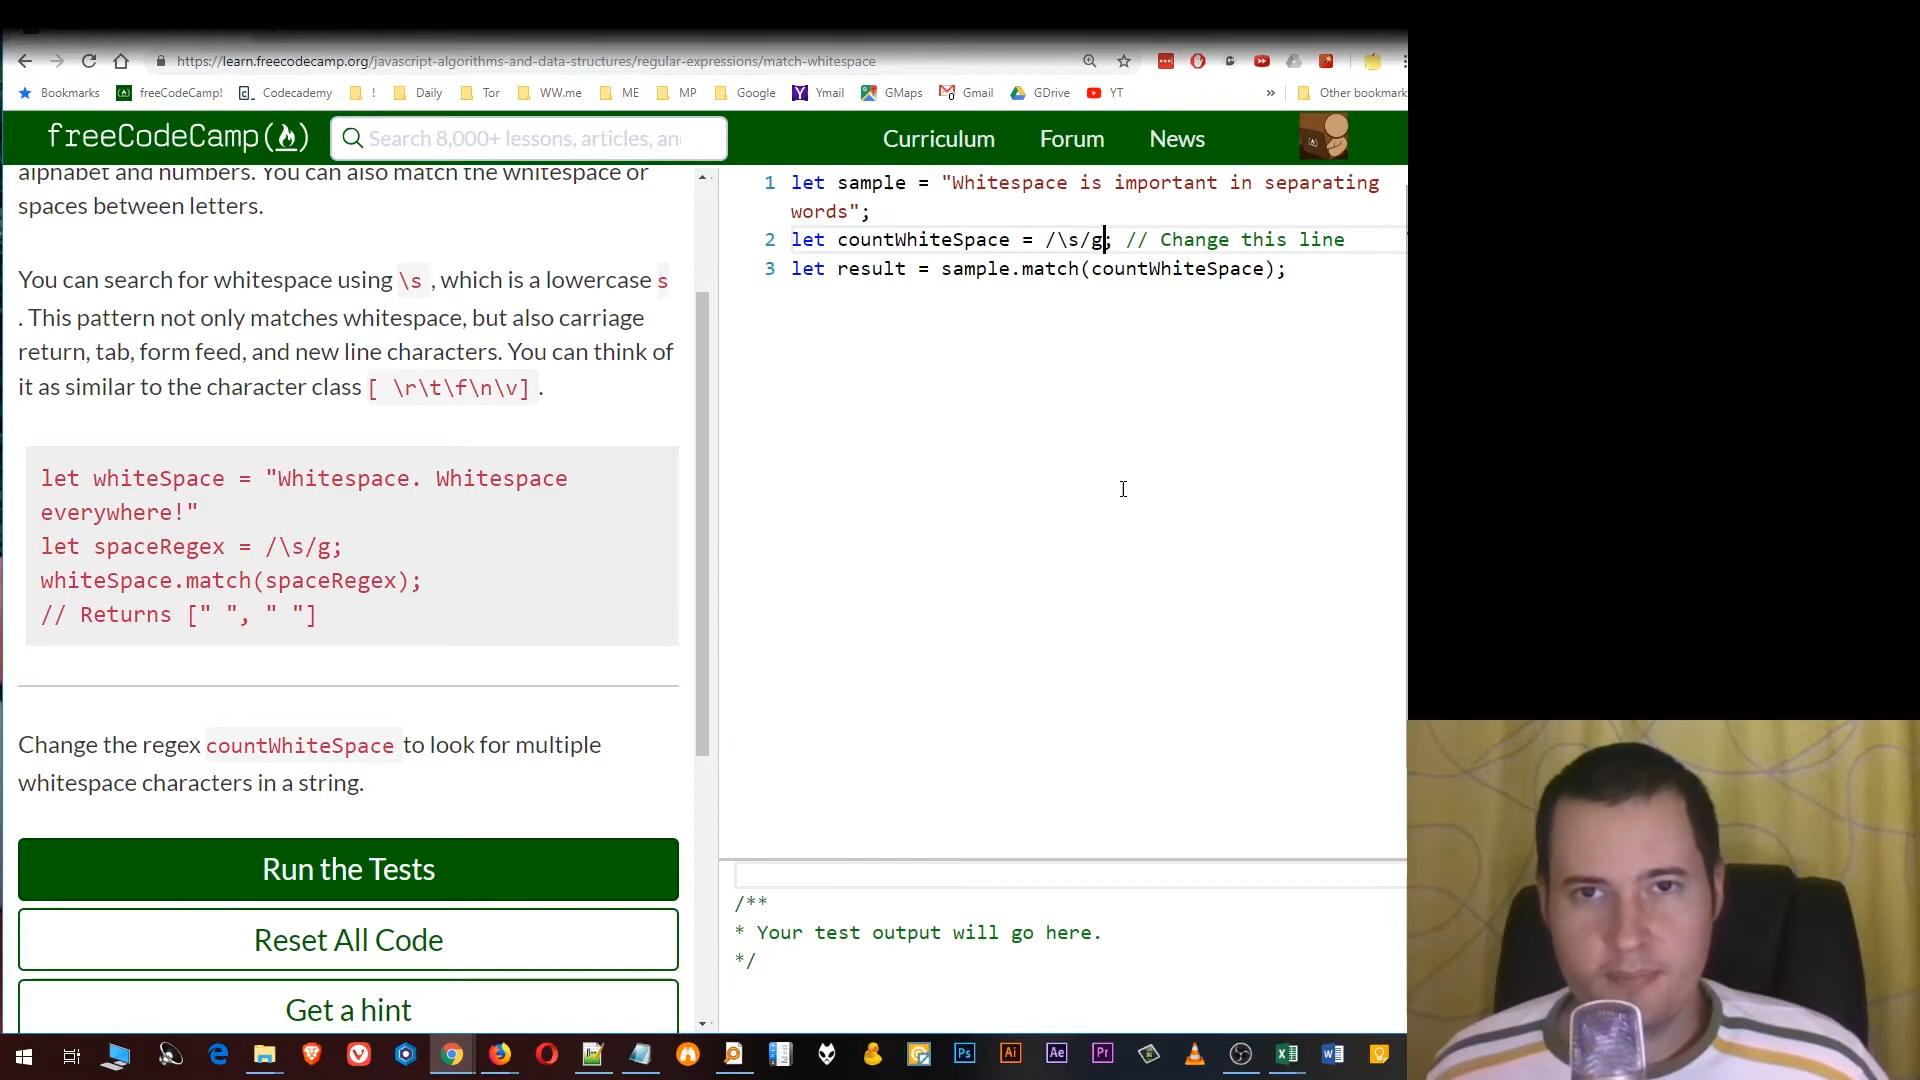 https://learn.freecodecamp.org/javascript-algorithms-and-data-structures/regular-expressions/match-whitespace
Bookmarks freeCodeCamp! Codecademy ! Daily Tor WW.me ME MP Google Ymail GMaps Gmail GDrive YT » Other bookmark
freeCodeCamp Search 8,000+ lessons, articles, an Curriculum Forum News
alphabet and numbers. You can also match the whitespace or
spaces between letters.
You can search for whitespace using \s , which is a lowercase s
. This pattern not only matches whitespace, but also carriage
return, tab, form feed, and new line characters. You can think of
it as similar to the character class [ \r\t\f\n\v] .
let whiteSpace = "Whitespace. Whitespace
everywhere!"
let spaceRegex = /\s/g;
whiteSpace.match(spaceRegex);
// Returns [" ", " "]
Change the regex countWhiteSpace to look for multiple
whitespace characters in a string.
Run the Tests
Reset All Code
Get a hint
1 let sample = "Whitespace is important in separating
words";
2 let countWhiteSpace = /\s/g; // Change this line
3 let result = sample.match(countWhiteSpace);
/**
* Your test output will go here.
*/
Ps Ai Ae Pr